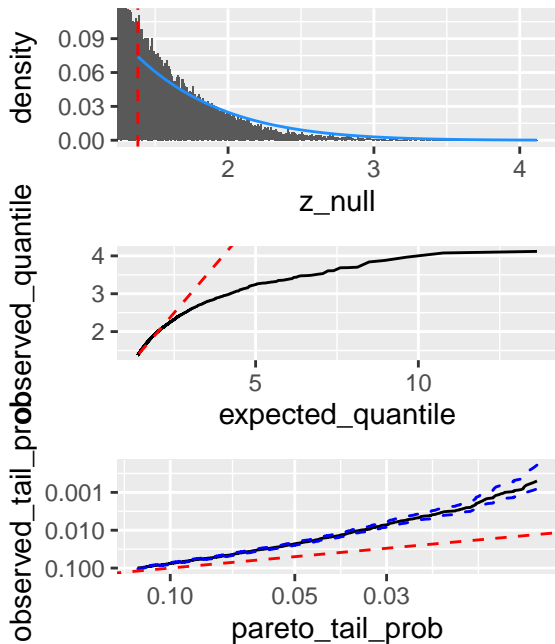 density
0.09
0.06
0.03
0.00
2 3 4
z_null
observed_quantile
4
3
2
5 10
expected_quantile
observed_tail_prob
0.001
0.010
0.100
0.10 0.05 0.03
pareto_tail_prob